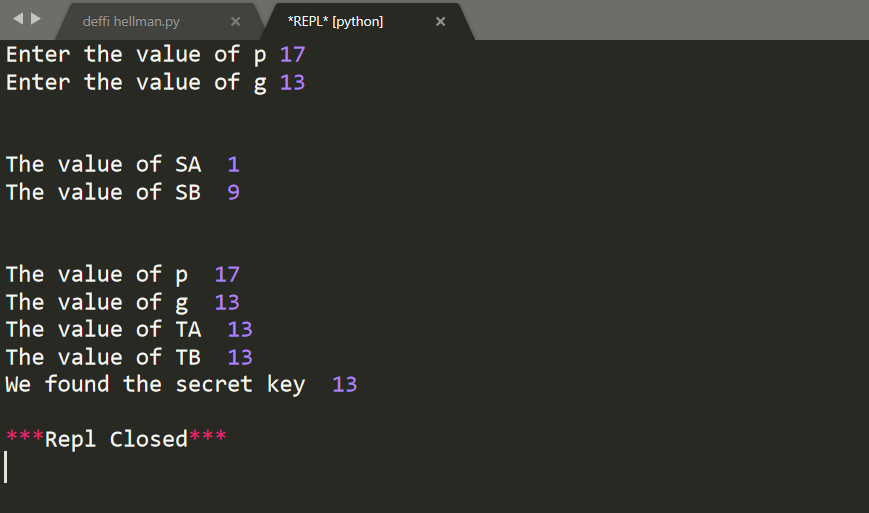 deffi hellman.py × *REPL* [python] ×
Enter the value of p 17
Enter the value of g 13
The value of SA  1
The value of SB  9
The value of p  17
The value of g  13
The value of TA  13
The value of TB  13
We found the secret key  13
***Repl Closed***